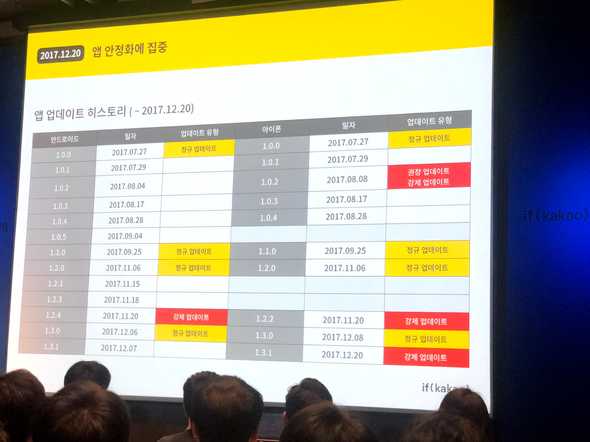 2017.12.20 앱 안정화에 집중
앱 업데이트 히스토리 ( ~ 2017.12.20)
안드로이드 일자 업데이트 유형 아이폰 일자 업데이트 유형
1.0.0 2017.07.27 정규 업데이트 1.0.0 2017.07.27 정규 업데이트
1.0.1 2017.07.29 1.0.1 2017.07.29
1.0.2 2017.08.04 1.0.2 2017.08.08 권장 업데이트
강제 업데이트
1.0.3 2017.08.17 1.0.3 2017.08.17
1.0.4 2017.08.28 1.0.4 2017.08.28
1.0.5 2017.09.04
1.1.0 2017.09.25 정규 업데이트 1.1.0 2017.09.25 정규 업데이트
1.2.0 2017.11.06 정규 업데이트 1.2.0 2017.11.06 정규 업데이트
1.2.1 2017.11.15
1.2.3 2017.11.18
1.2.4 2017.11.20 강제 업데이트 1.2.2 2017.11.20 강제 업데이트
1.3.0 2017.12.06 정규 업데이트 1.3.0 2017.12.08 정규 업데이트
1.3.1 2017.12.07 1.3.1 2017.12.20 강제 업데이트
if(kakao)